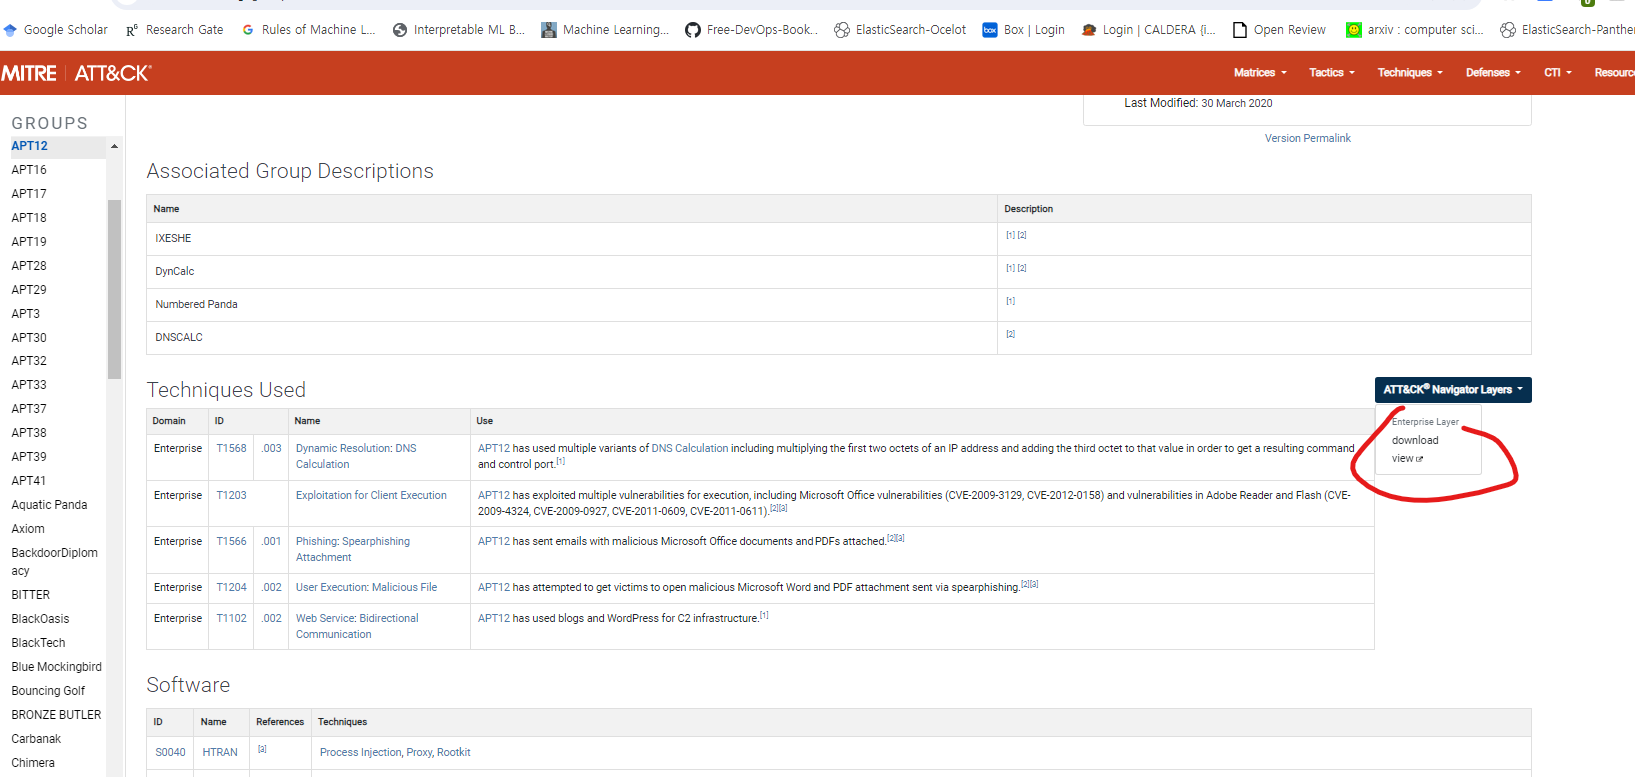 Google Scholar
Research Gate
Rules of Machine L...
Interpretable ML B...
Machine Learning...
Free-DevOps-Book...
ElasticSearch-Ocelot
Box | Login
Login | CALDERA {i...
Open Review
arxiv : computer sci...
ElasticSearch-Panther
MITRE | ATT&CK®
Matrices
Tactics
Techniques
Defenses
CTI
Resourc
GROUPS
APT12
APT16
APT17
APT18
APT19
APT28
APT29
APT3
APT30
APT32
APT33
APT37
APT38
APT39
APT41
Aquatic Panda
Axiom
BackdoorDiplom
acy
BITTER
BlackOasis
BlackTech
Blue Mockingbird
Bouncing Golf
BRONZE BUTLER
Carbanak
Chimera
Last Modified: 30 March 2020
Version Permalink
Associated Group Descriptions
Name Description
IXESHE [1] [2]
DynCalc [1] [2]
Numbered Panda [1]
DNSCALC [2]
Techniques Used
ATT&CK® Navigator Layers
Enterprise Layer
download
view
Domain ID Name Use
Enterprise T1568 .003 Dynamic Resolution: DNS
Calculation
APT12 has used multiple variants of DNS Calculation including multiplying the first two octets of an IP address and adding the third octet to that value in order to get a resulting command
and control port.[1]
Enterprise T1203 Exploitation for Client Execution
APT12 has exploited multiple vulnerabilities for execution, including Microsoft Office vulnerabilities (CVE-2009-3129, CVE-2012-0158) and vulnerabilities in Adobe Reader and Flash (CVE-
2009-4324, CVE-2009-0927, CVE-2011-0609, CVE-2011-0611).[2][3]
Enterprise T1566 .001 Phishing: Spearphishing
Attachment
APT12 has sent emails with malicious Microsoft Office documents and PDFs attached.[2][3]
Enterprise T1204 .002 User Execution: Malicious File
APT12 has attempted to get victims to open malicious Microsoft Word and PDF attachment sent via spearphishing.[2][3]
Enterprise T1102 .002 Web Service: Bidirectional
Communication
APT12 has used blogs and WordPress for C2 infrastructure.[1]
Software
ID Name References Techniques
S0040 HTRAN [3] Process Injection, Proxy, Rootkit